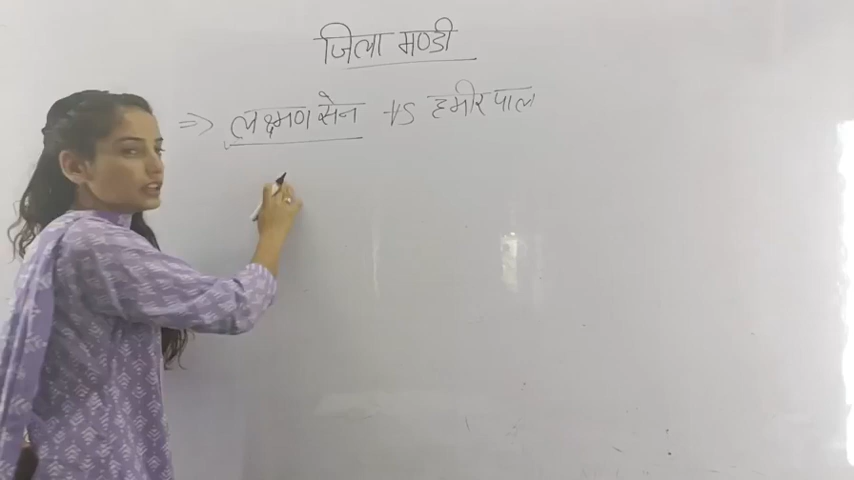 जिला मण्डी
⇒ लक्ष्मण सेन vs हमीर पाल